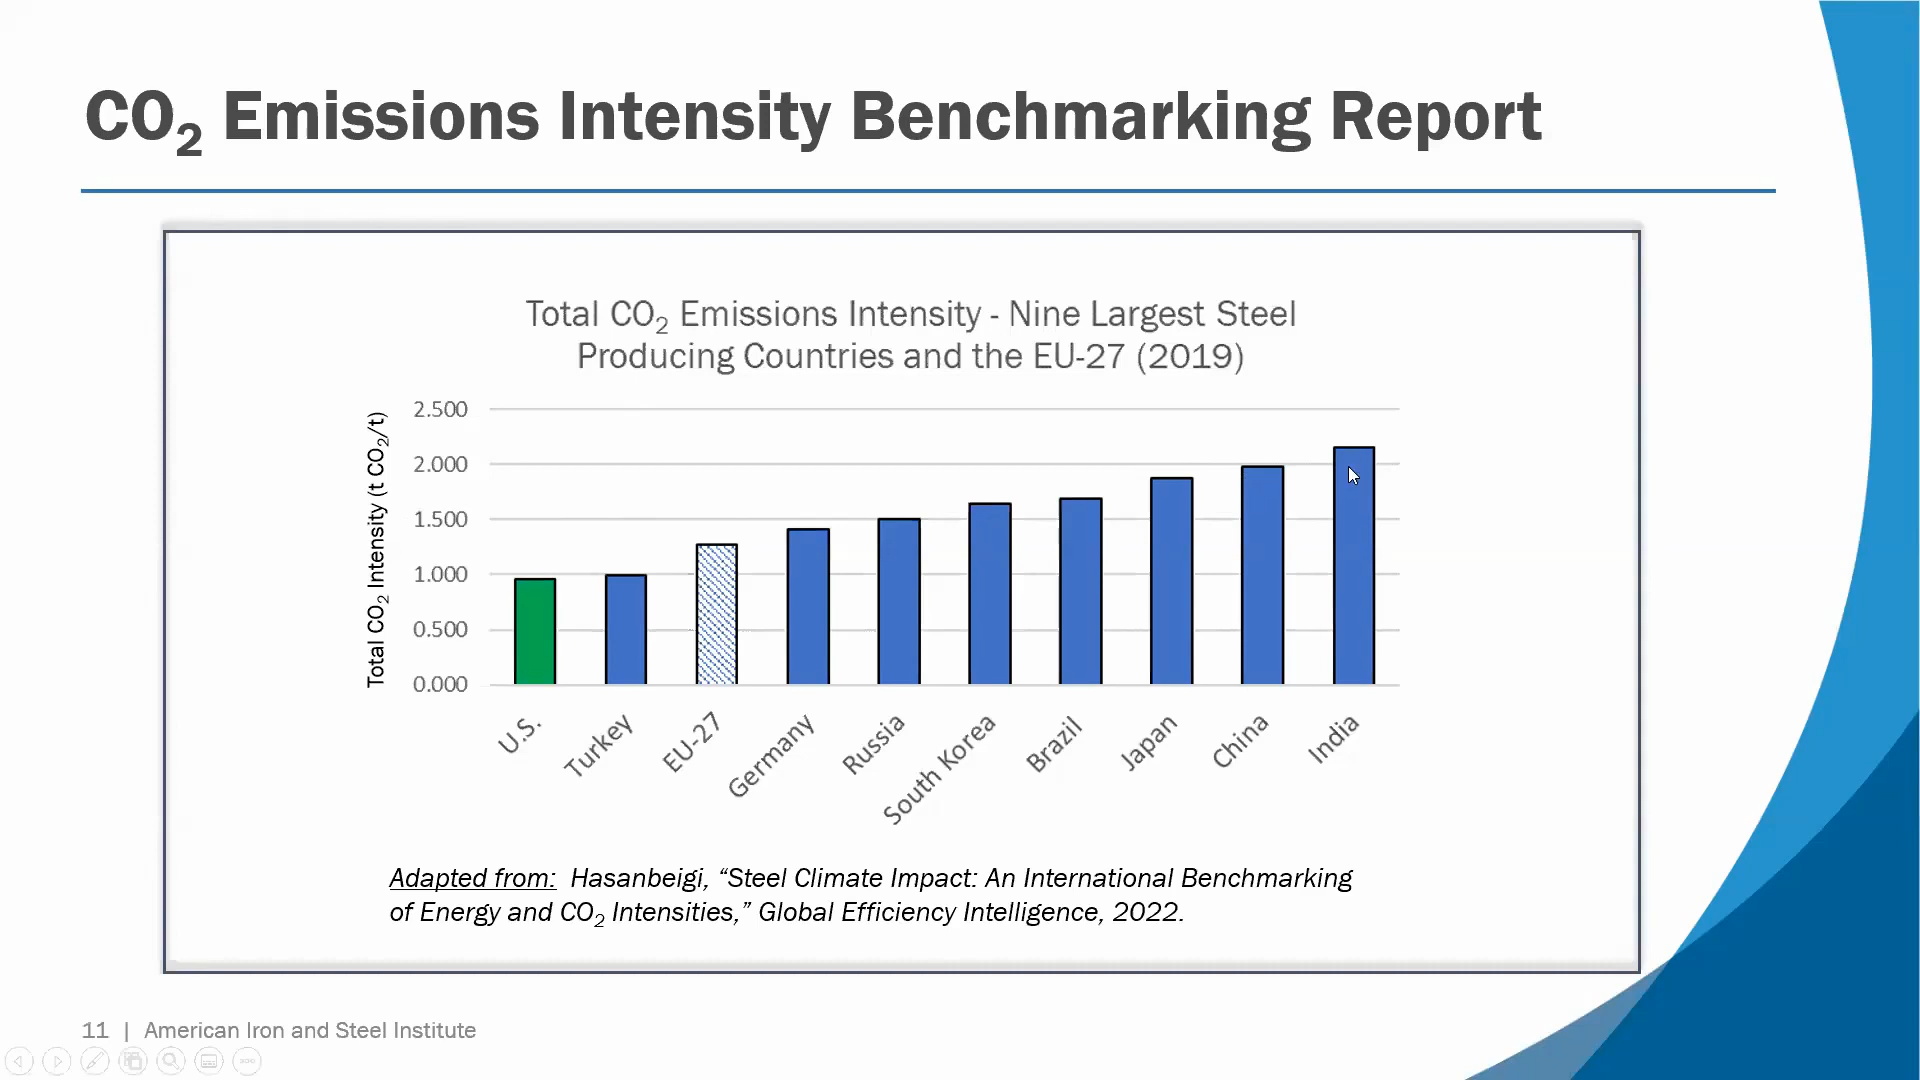 CO₂ Emissions Intensity Benchmarking Report
Total CO₂ Emissions Intensity - Nine Largest Steel
Producing Countries and the EU-27 (2019)
Total CO₂ Intensity (t CO₂/t)
2.500
2.000
1.500
1.000
0.500
0.000
U.S.
Turkey
EU-27
Germany
Russia
South Korea
Brazil
Japan
China
India
Adapted from: Hasanbeigi, “Steel Climate Impact: An International Benchmarking
of Energy and CO₂ Intensities,” Global Efficiency Intelligence, 2022.
11 | American Iron and Steel Institute